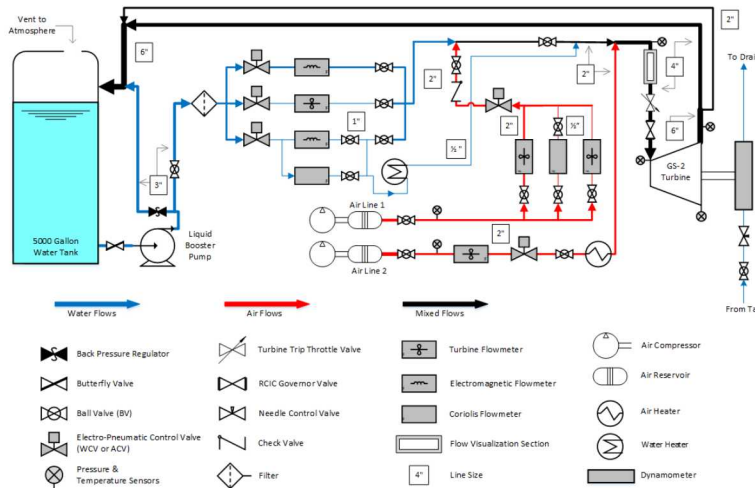 Vent to
Atmosphere
6"
2"
To Drai
2"
2"
4"
1"
2"
½"
½"
6"
GS-2
Turbine
3"
Air Line 1
2"
5000 Gallon
Water Tank
Liquid
Booster
Pump
Air Line 2
From Ta
Water Flows
Air Flows
Mixed Flows
Back Pressure Regulator
Turbine Trip Throttle Valve
Turbine Flowmeter
Air Compressor
Butterfly Valve
RCIC Governor Valve
Electromagnetic Flowmeter
Air Reservoir
Ball Valve (BV)
Needle Control Valve
Coriolis Flowmeter
Air Heater
Electro-Pneumatic Control Valve
(WCV or ACV)
Check Valve
Flow Visualization Section
Water Heater
Pressure &
Temperature Sensors
Filter
4"
Line Size
Dynamometer